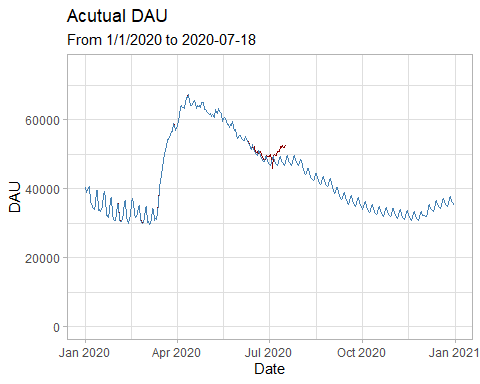 Acutual DAU
From 1/1/2020 to 2020-07-18
DAU
60000
40000
20000
0
Jan 2020 Apr 2020 Jul 2020 Oct 2020 Jan 2021
Date